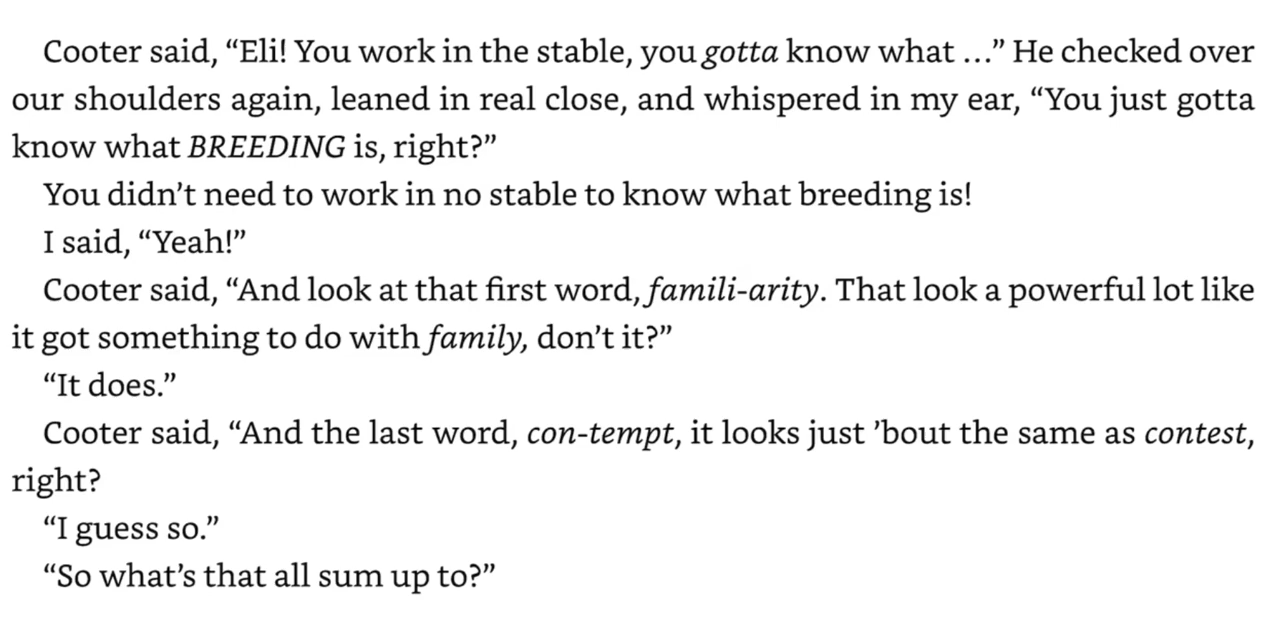 Cooter said, “Eli! You work in the stable, you gotta know what …” He checked over
our shoulders again, leaned in real close, and whispered in my ear, “You just gotta
know what BREEDING is, right?”
You didn’t need to work in no stable to know what breeding is!
I said, “Yeah!”
Cooter said, “And look at that first word, famili-arity. That look a powerful lot like
it got something to do with family, don’t it?”
“It does.”
Cooter said, “And the last word, con-tempt, it looks just ’bout the same as contest,
right?
“I guess so.”
“So what’s that all sum up to?”